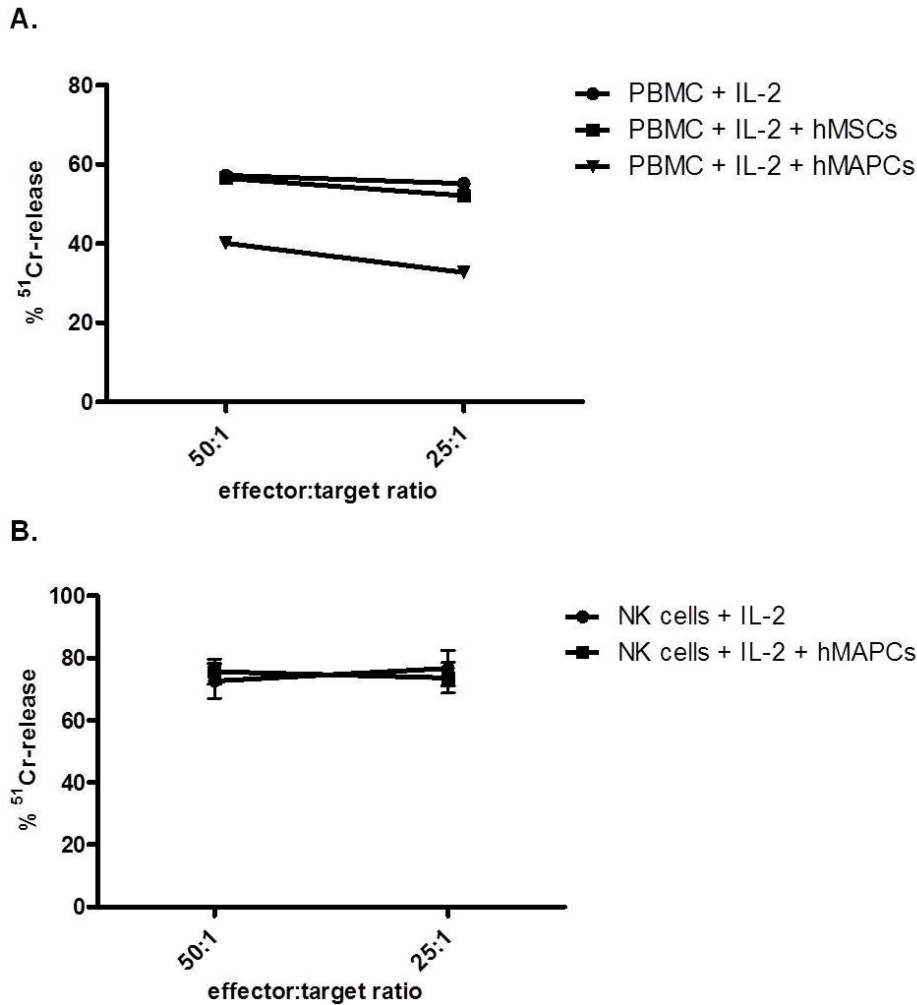 A.
80
60
40
20
0
% ⁵¹Cr-release
50:1
25:1
effector:target ratio
PBMC + IL-2
PBMC + IL-2 + hMSCs
PBMC + IL-2 + hMAPCs
B.
100
80
60
40
20
0
% ⁵¹Cr-release
50:1
25:1
effector:target ratio
NK cells + IL-2
NK cells + IL-2 + hMAPCs